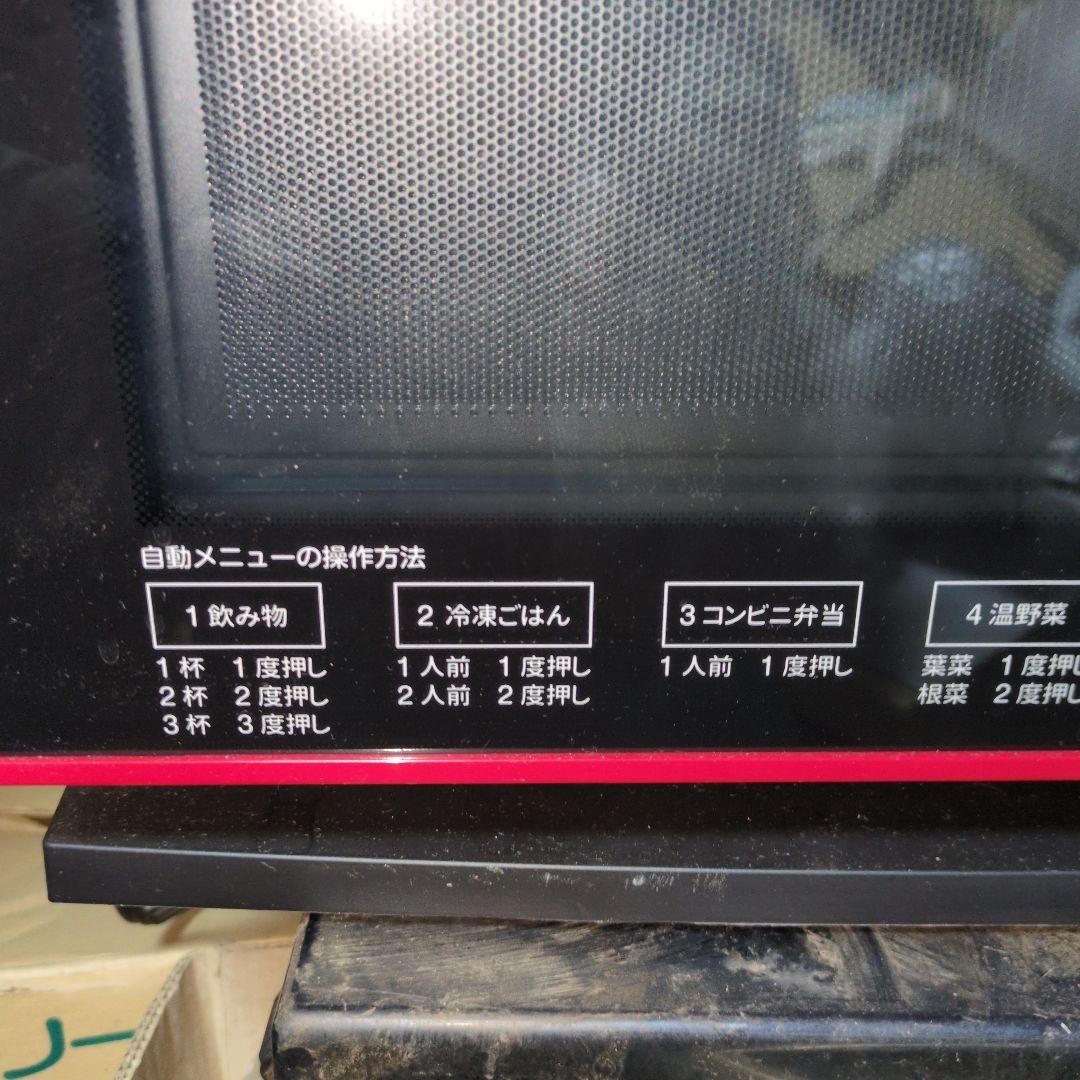 自動メニューの操作方法
1 飲み物
1杯 1度押し
2杯 2度押し
3杯 3度押し
2 冷凍ごはん
1人前 1度押し
2人前 2度押し
3 コンビニ弁当
1人前 1度押し
4 温野菜
葉菜 1度押し
根菜 2度押し
ノー